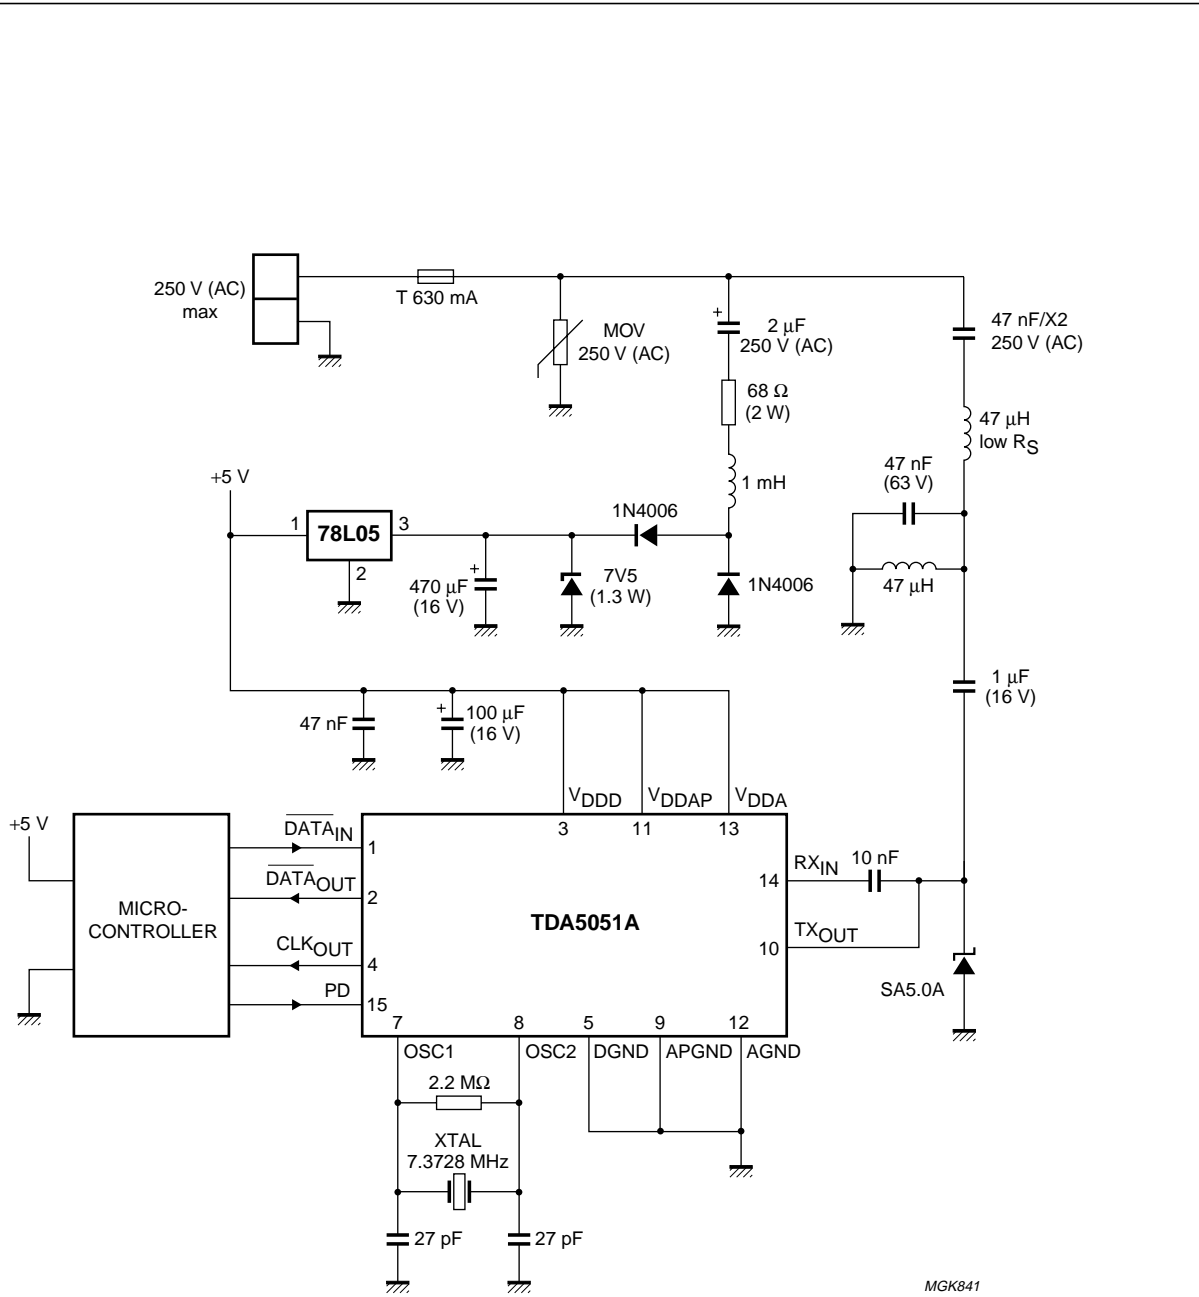 250 V (AC)
max
T 630 mA
MOV
250 V (AC)
+
2 μF
250 V (AC)
47 nF/X2
250 V (AC)
68 Ω
(2 W)
47 μH
low RS
1 mH
47 nF
(63 V)
+5 V
1
78L05
3
2
1N4006
+
470 μF
(16 V)
7V5
(1.3 W)
1N4006
47 μH
1 μF
(16 V)
47 nF
+
100 μF
(16 V)
VDDD
VDDAP
VDDA
3
11
13
+5 V
MICRO-
CONTROLLER
DATAIN
1
DATAOUT
2
CLKOUT
4
PD
15
TDA5051A
14
RXIN
10 nF
10
TXOUT
SA5.0A
7
8
5
9
12
OSC1
OSC2
DGND
APGND
AGND
2.2 MΩ
XTAL
7.3728 MHz
27 pF
27 pF
MGK841